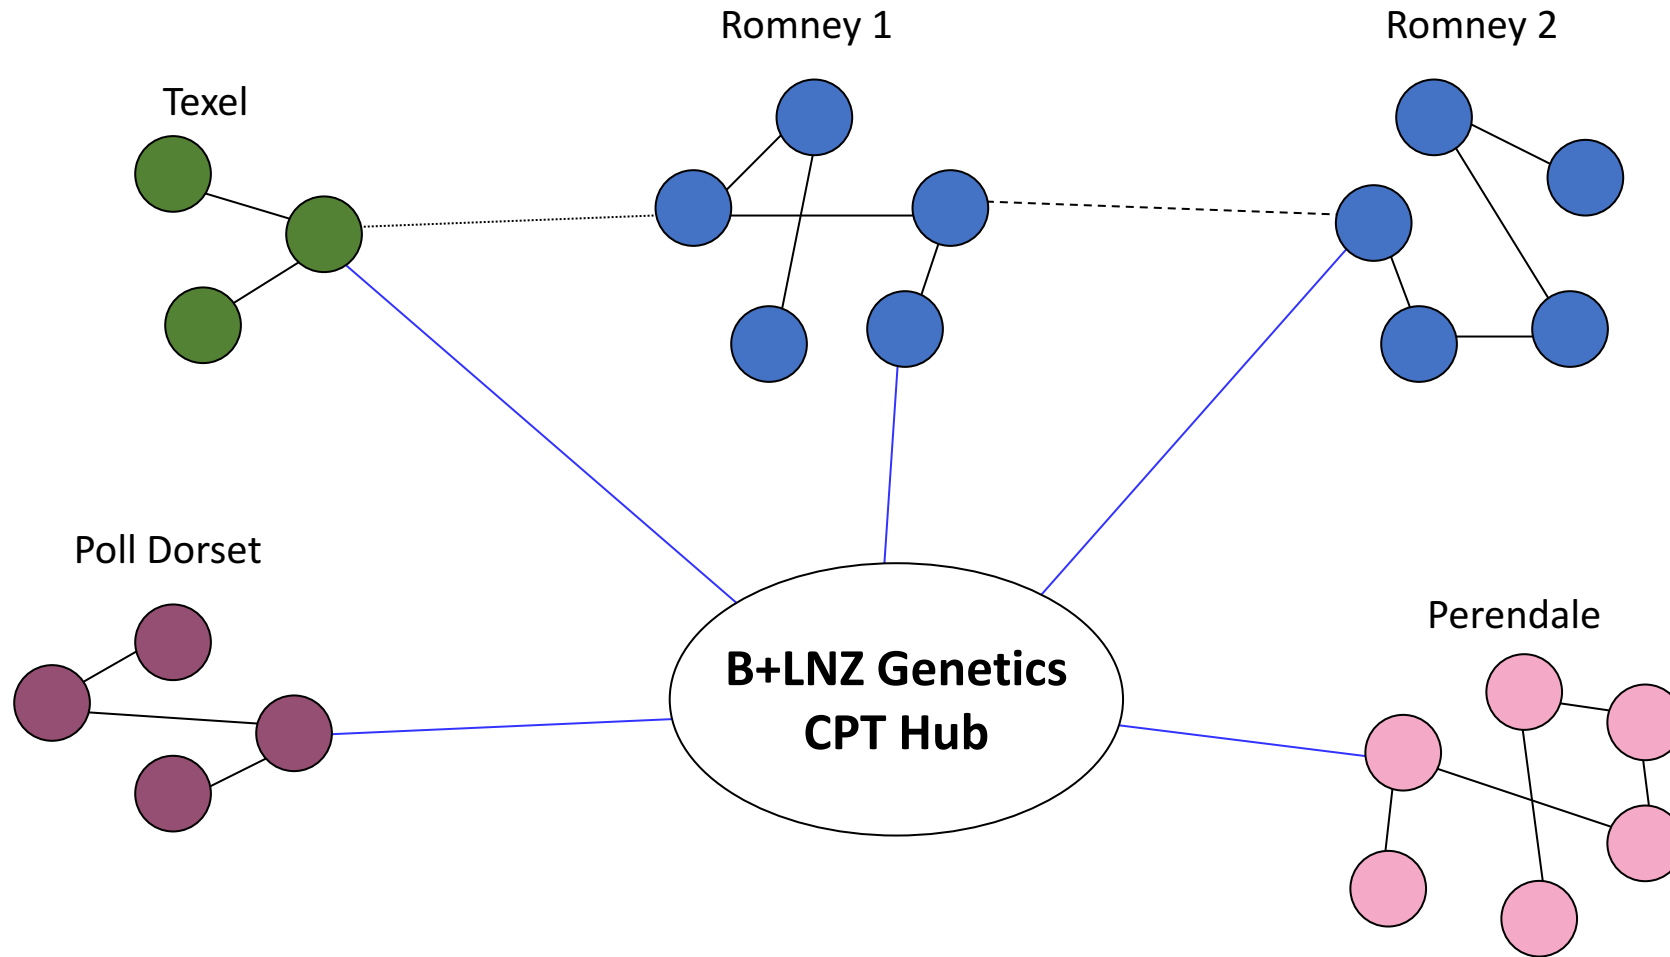 Romney 1
Romney 2
Texel
Poll Dorset
Perendale
B+LNZ Genetics
CPT Hub